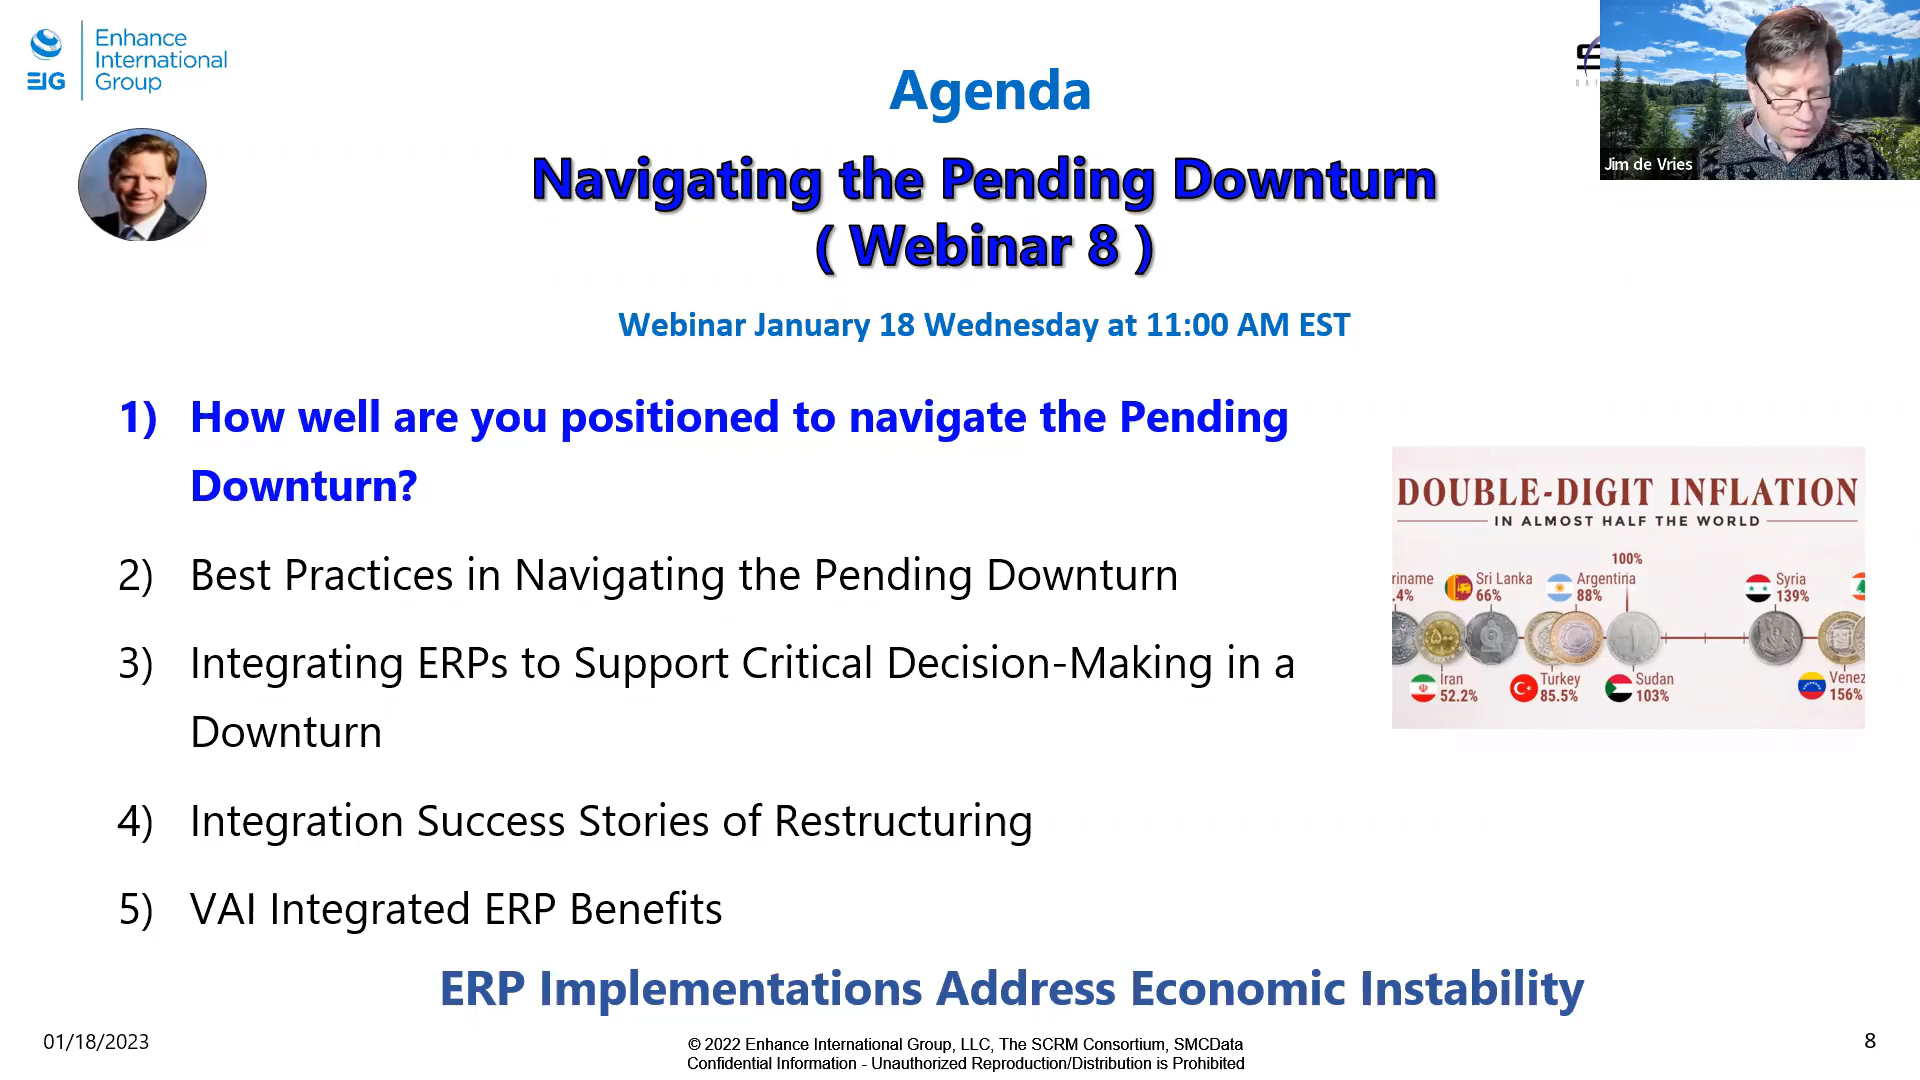 Enhance
International
Group
EIG
Agenda
Jim de Vries
Navigating the Pending Downturn
( Webinar 8 )
Webinar January 18 Wednesday at 11:00 AM EST
1) How well are you positioned to navigate the Pending
Downturn?
2) Best Practices in Navigating the Pending Downturn
3) Integrating ERPs to Support Critical Decision-Making in a
Downturn
4) Integration Success Stories of Restructuring
5) VAI Integrated ERP Benefits
DOUBLE-DIGIT INFLATION
IN ALMOST HALF THE WORLD
100%
riname Sri Lanka Argentina Syria
.4% 66% 88% 139%
Iran Turkey Sudan Venez
52.2% 85.5% 103% 156%
ERP Implementations Address Economic Instability
01/18/2023
© 2022 Enhance International Group, LLC, The SCRM Consortium, SMCData
Confidential Information - Unauthorized Reproduction/Distribution is Prohibited
8